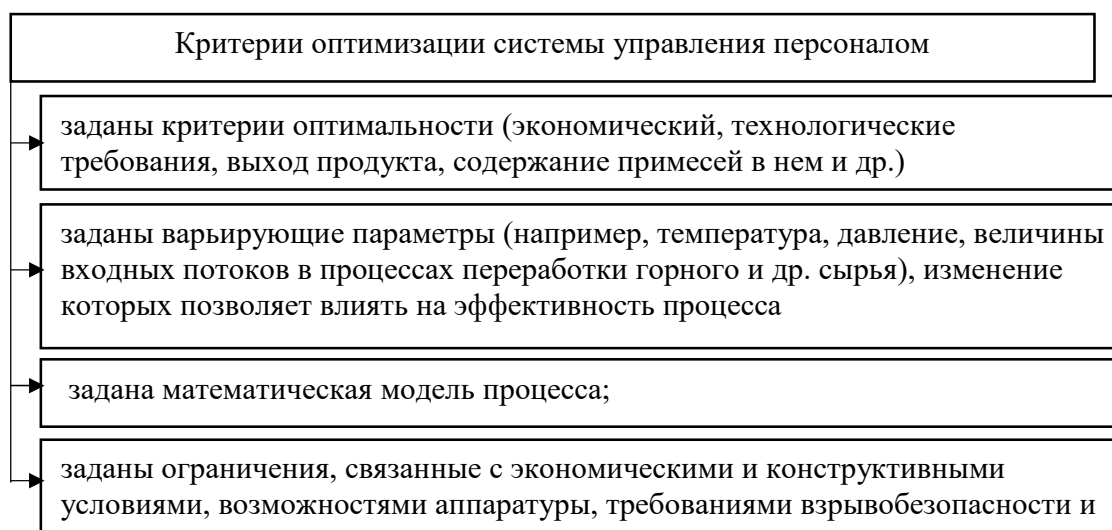 Критерии оптимизации системы управления персоналом
заданы критерии оптимальности (экономический, технологические
требования, выход продукта, содержание примесей в нем и др.)
заданы варьирующие параметры (например, температура, давление, величины
входных потоков в процессах переработки горного и др. сырья), изменение
которых позволяет влиять на эффективность процесса
задана математическая модель процесса;
заданы ограничения, связанные с экономическими и конструктивными
условиями, возможностями аппаратуры, требованиями взрывобезопасности и